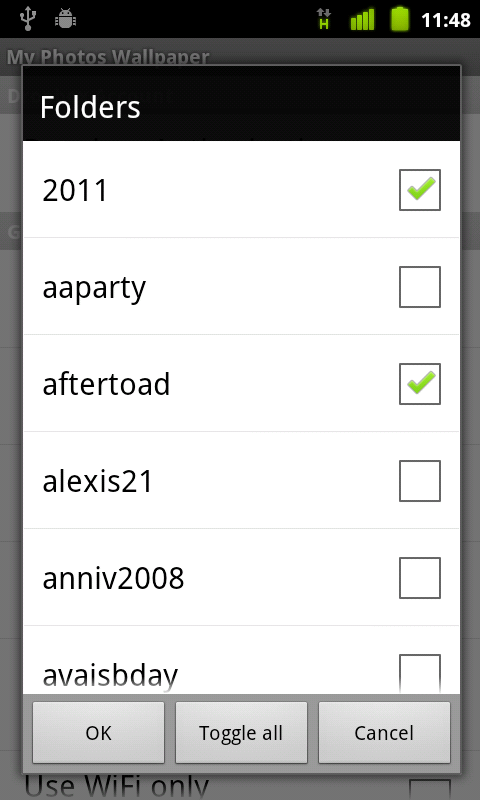 11:48
My Photos Wallpaper
Folders
2011
aaparty
aftertoad
alexis21
anniv2008
avaisbday
OK
Toggle all
Cancel
Use WiFi only